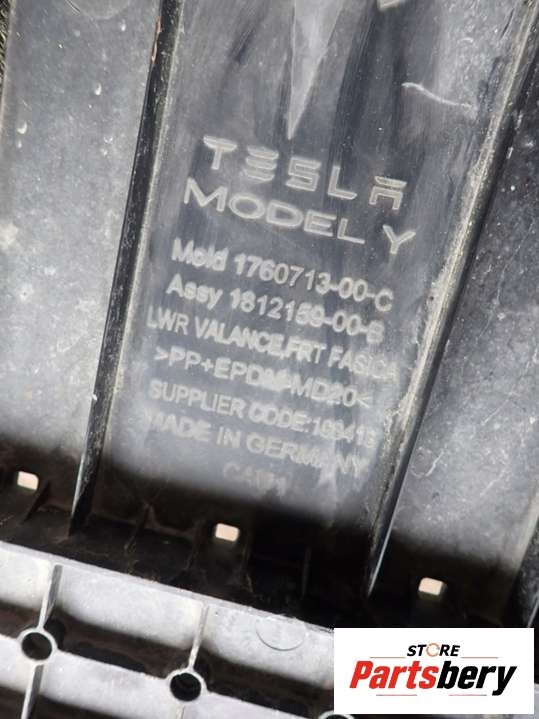 TESLA
MODEL Y
Mold 1760713-00-C
Assy 1812159-00-B
LWR VALANCE,FRT FASICA
>PP+EPDM-MD20<
SUPPLIER CODE:
MADE IN GERMANY
STORE
Partsbery